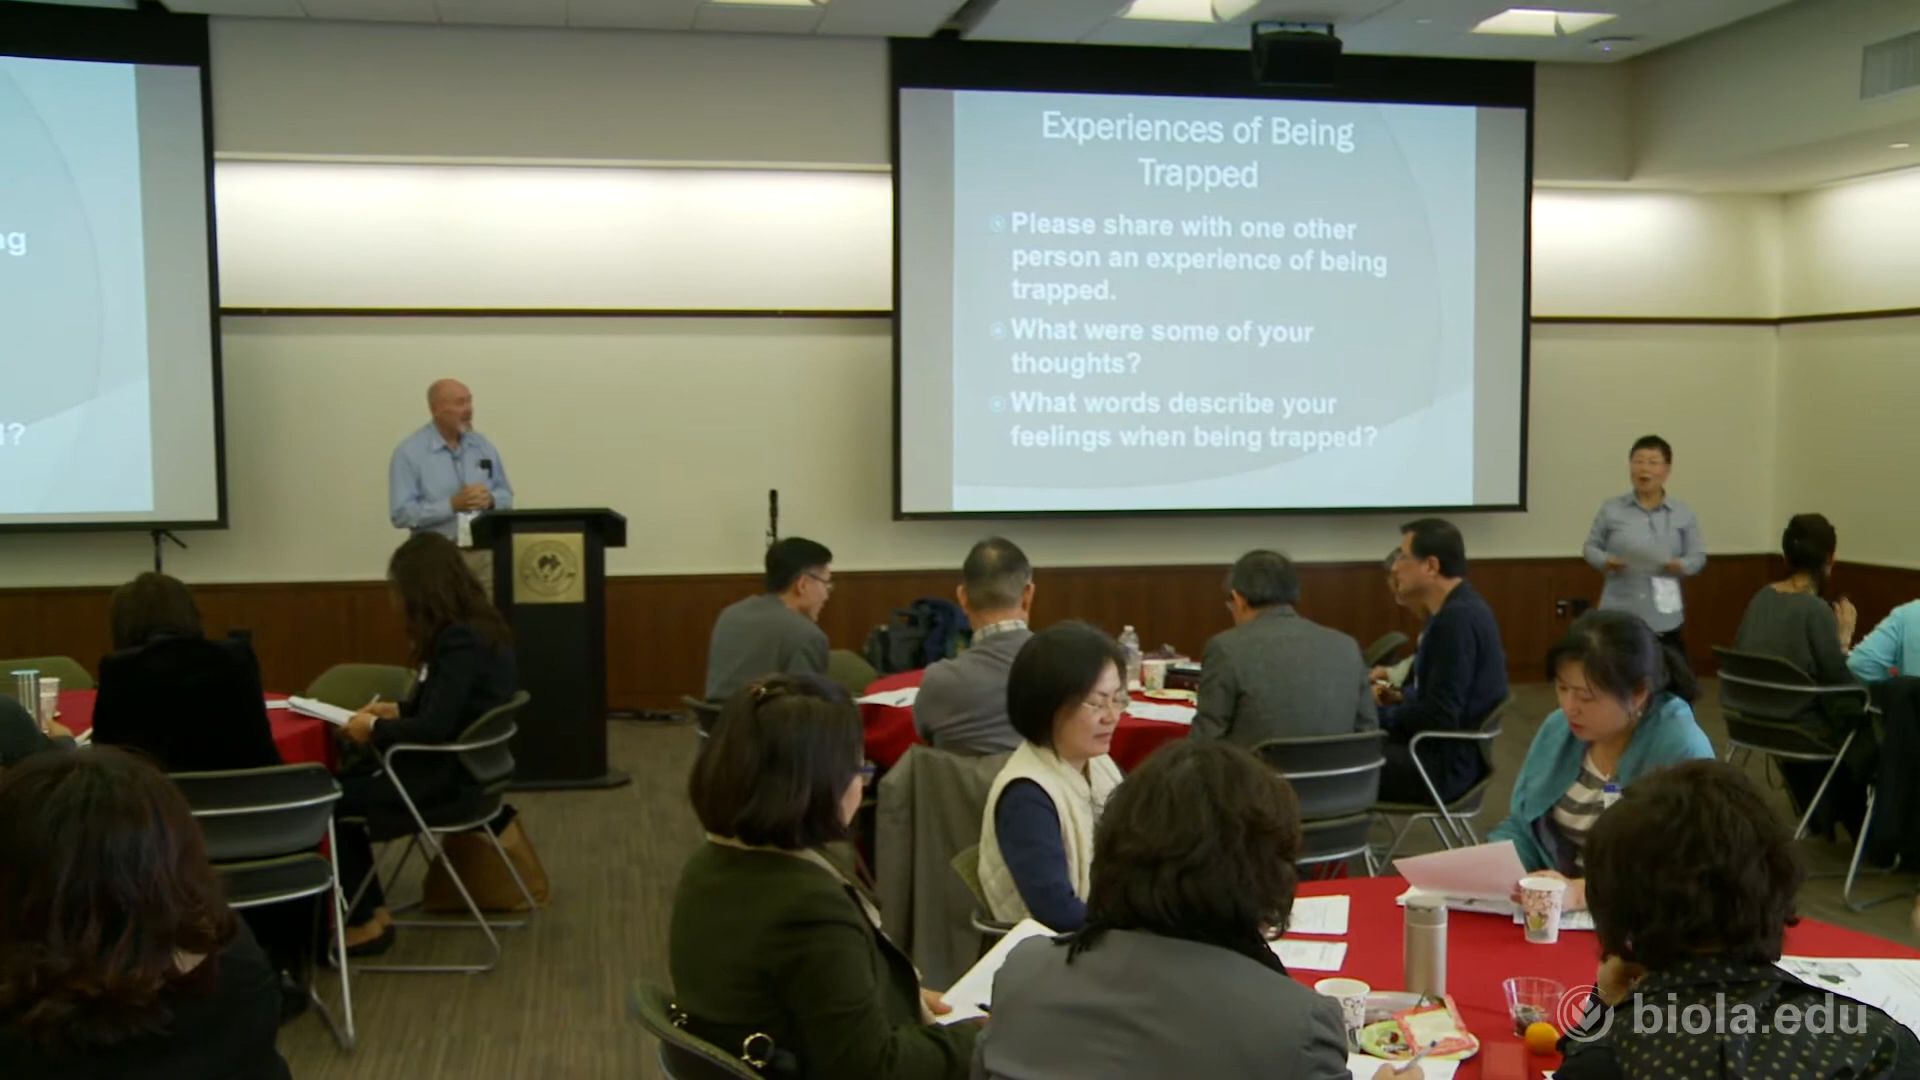 ng
l?
Experiences of Being
Trapped
Please share with one other
person an experience of being
trapped.
What were some of your
thoughts?
What words describe your
feelings when being trapped?
biola.edu